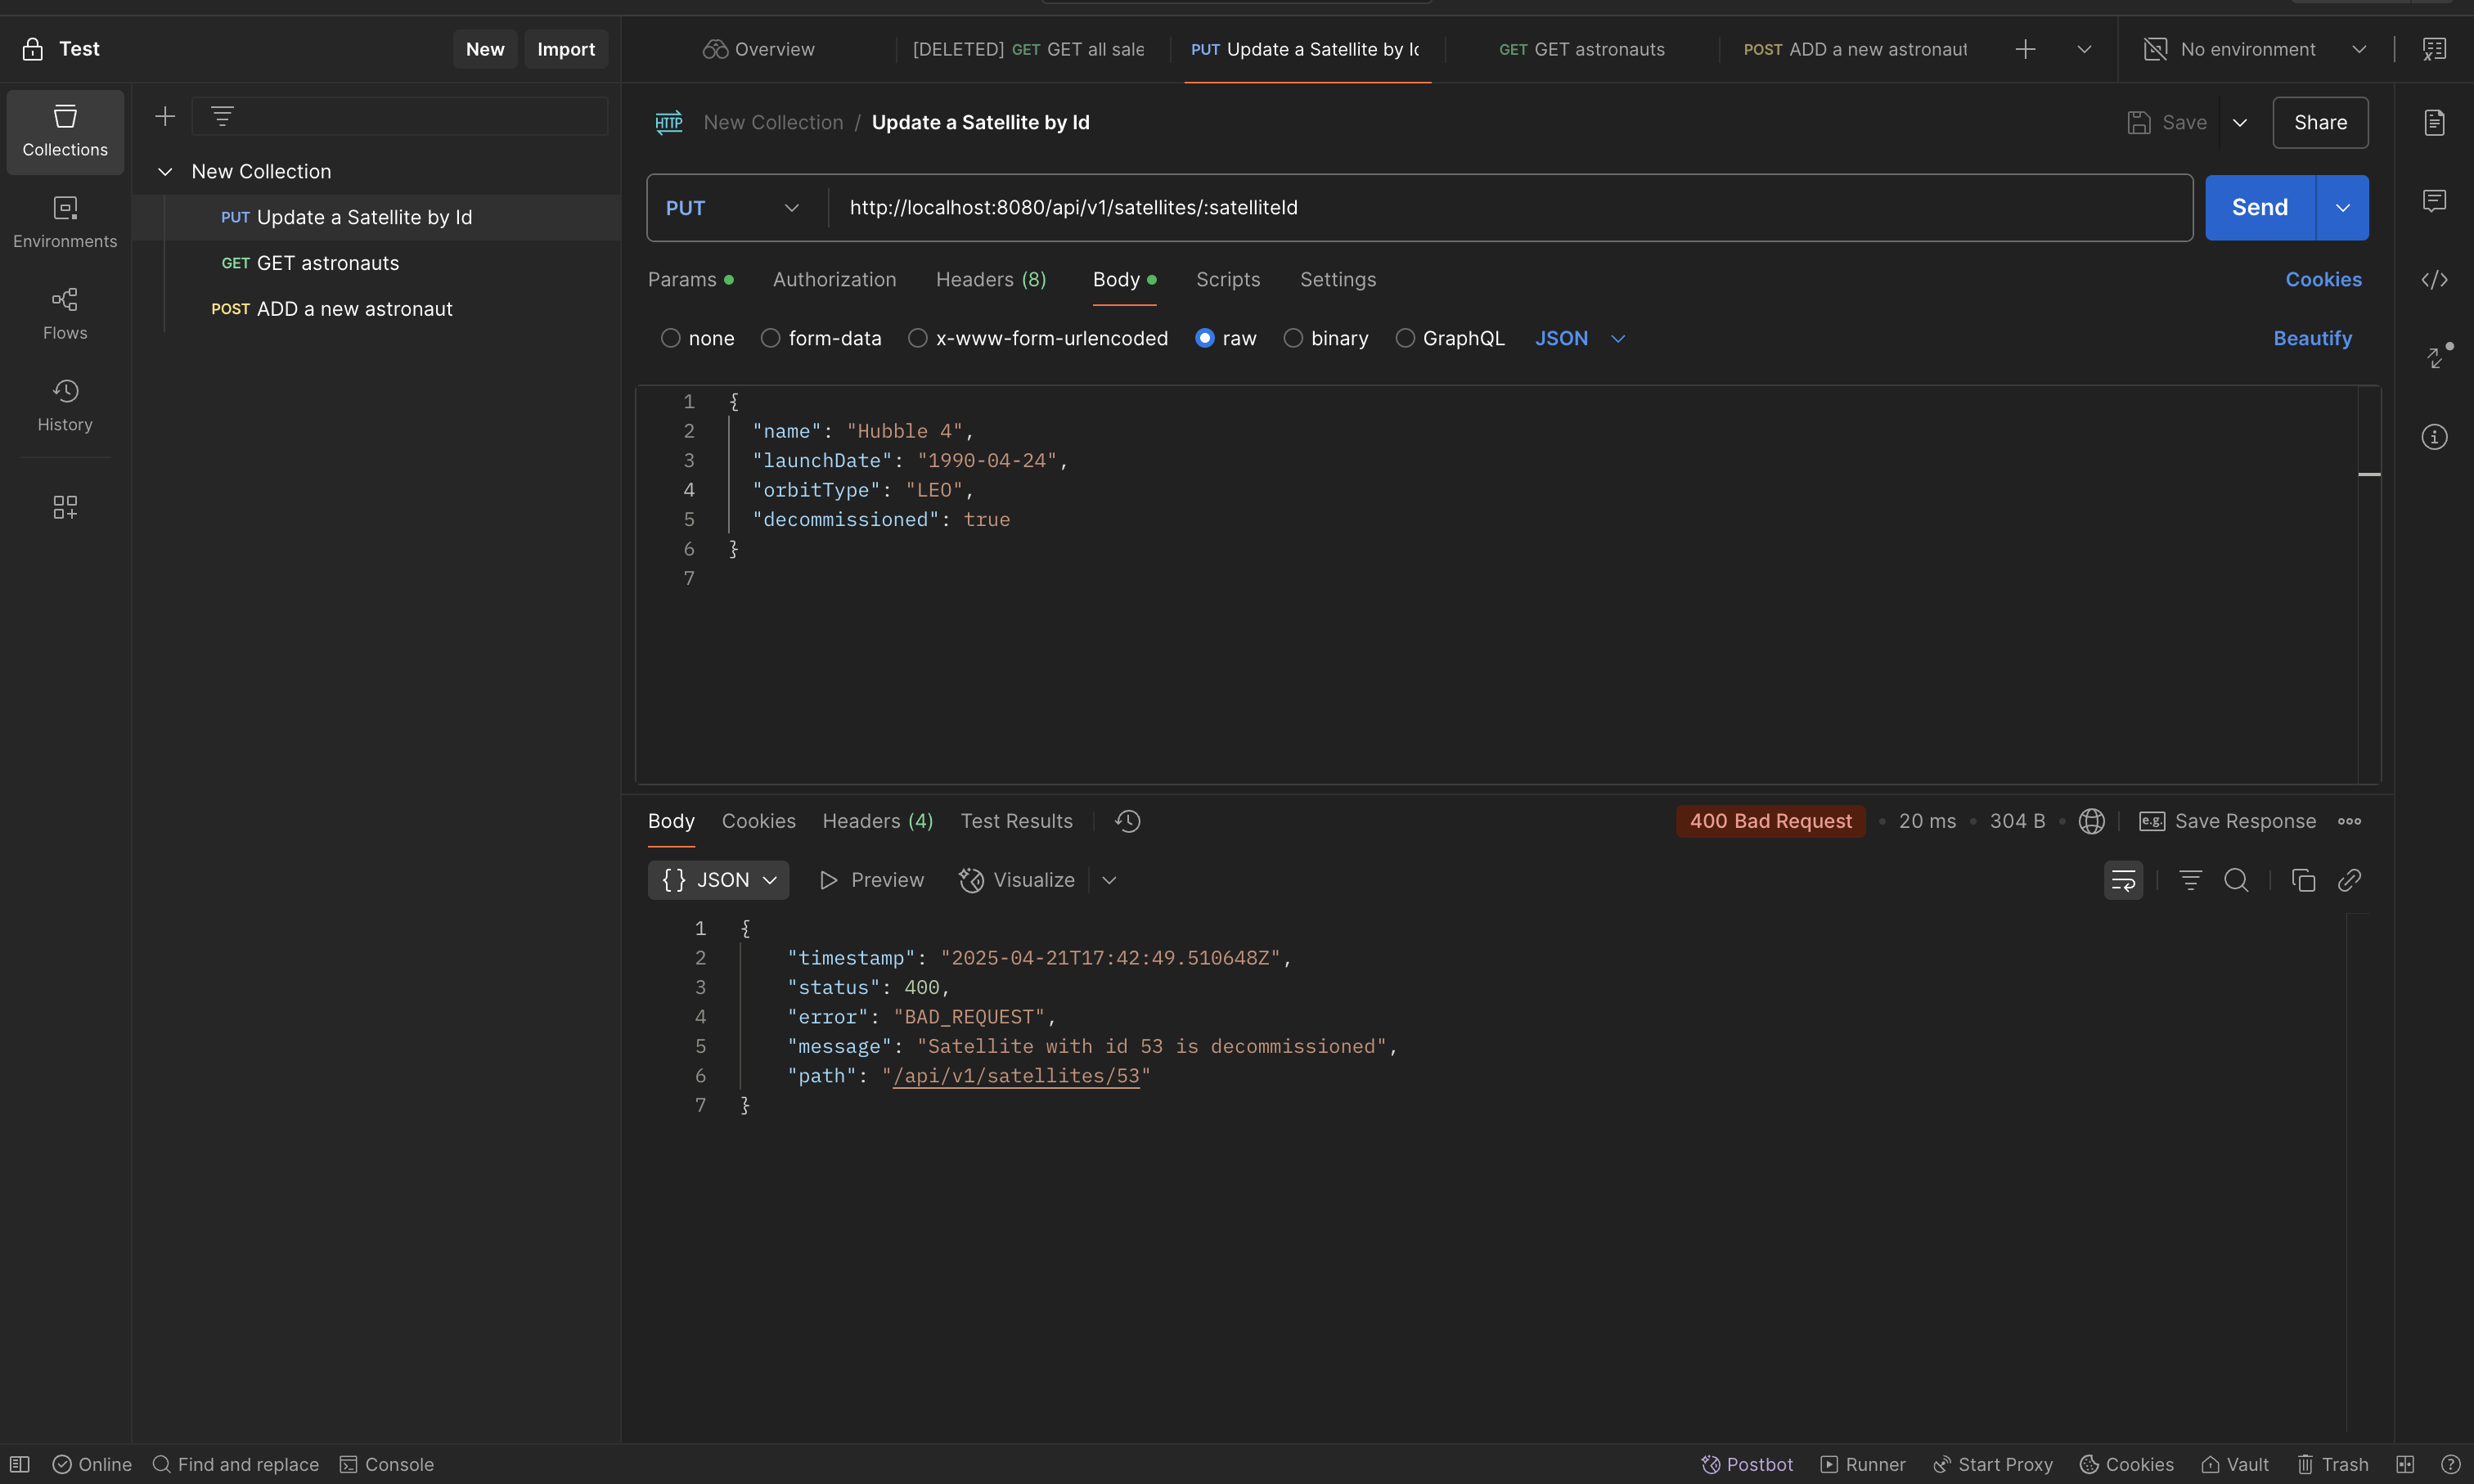 Test
New
Import
Overview
[DELETED] GET GET all sale
PUT Update a Satellite by Ic
GET GET astronauts
POST ADD a new astronaut
No environment
Collections
Environments
Flows
History
New Collection
PUT Update a Satellite by Id
GET GET astronauts
POST ADD a new astronaut
HTTP New Collection / Update a Satellite by Id
Save
Share
PUT
http://localhost:8080/api/v1/satellites/:satelliteId
Send
Params
Authorization
Headers (8)
Body
Scripts
Settings
Cookies
none
form-data
x-www-form-urlencoded
raw
binary
GraphQL
JSON
Beautify
1 {
2 "name": "Hubble 4",
3 "launchDate": "1990-04-24",
4 "orbitType": "LEO",
5 "decommissioned": true
6 }
7
Body
Cookies
Headers (4)
Test Results
400 Bad Request
20 ms
304 B
e.g. Save Response
{ } JSON
Preview
Visualize
1 {
2 "timestamp": "2025-04-21T17:42:49.510648Z",
3 "status": 400,
4 "error": "BAD_REQUEST",
5 "message": "Satellite with id 53 is decommissioned",
6 "path": "/api/v1/satellites/53"
7 }
Online
Find and replace
Console
Postbot
Runner
Start Proxy
Cookies
Vault
Trash